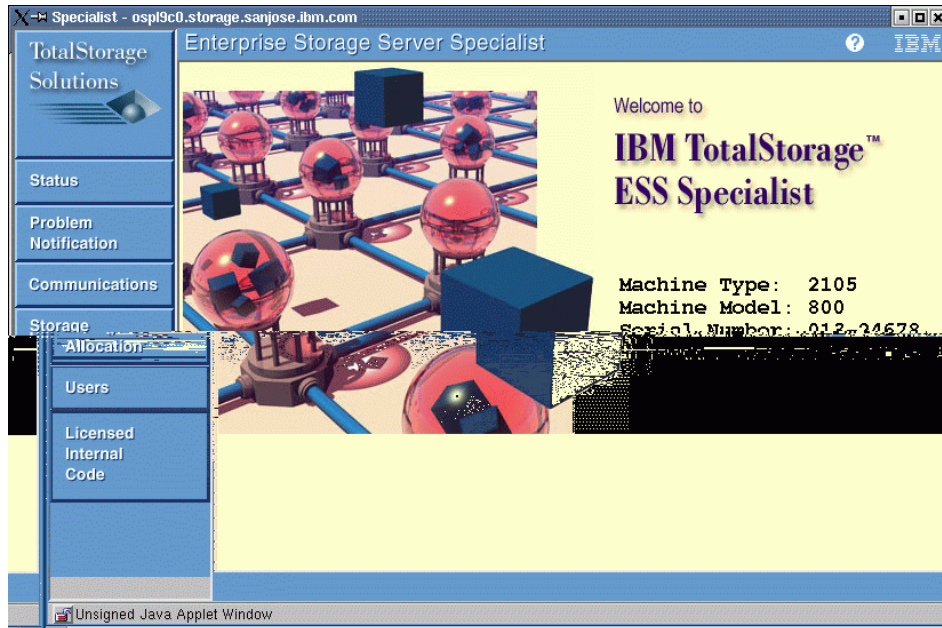 Specialist - ospl9c0.storage.sanjose.ibm.com
TotalStorage
Solutions
Enterprise Storage Server Specialist
?
IBM
Welcome to
IBM TotalStorage™
ESS Specialist
Status
Problem
Notification
Communications
Machine Type: 2105
Machine Model: 800
Storage
Serial Number:
Allocation
Users
Licensed
Internal
Code
Unsigned Java Applet Window